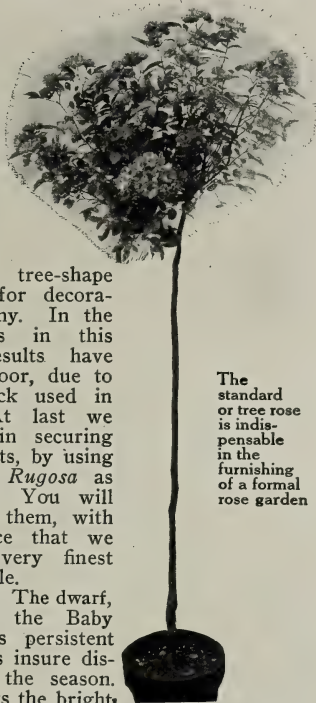 tree-shape
for decora-
ny. In the
s in this
esults have
oor, due to
ck used in
t last we
in securing
ts, by using
Rugosa as
You will
them, with
ce that we
very finest
le.
The dwarf,
the Baby
s persistent
s insure dis-
the season.
s the bright,
The
standard
or tree rose
is indis-
pensable
in the
furnishing
of a formal
rose garden